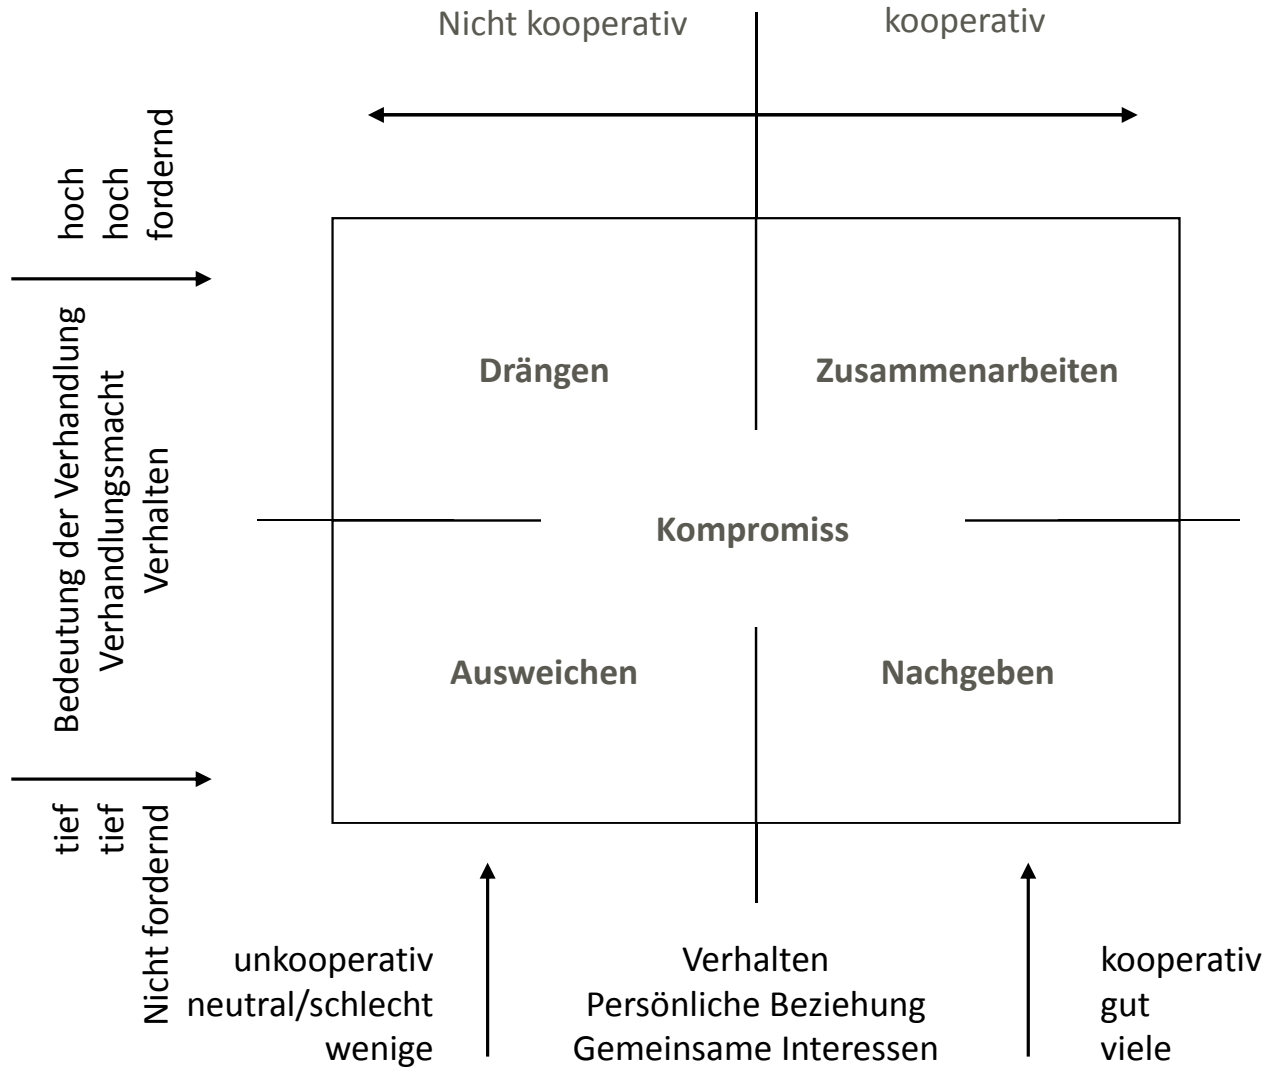 Nicht kooperativ
kooperativ
hoch
hoch
fordernd
Bedeutung der Verhandlung
Verhandlungsmacht
Verhalten
tief
tief
Nicht fordernd
Drängen
Zusammenarbeiten
Kompromiss
Ausweichen
Nachgeben
unkooperativ
neutral/schlecht
wenige
Verhalten
Persönliche Beziehung
Gemeinsame Interessen
kooperativ
gut
viele